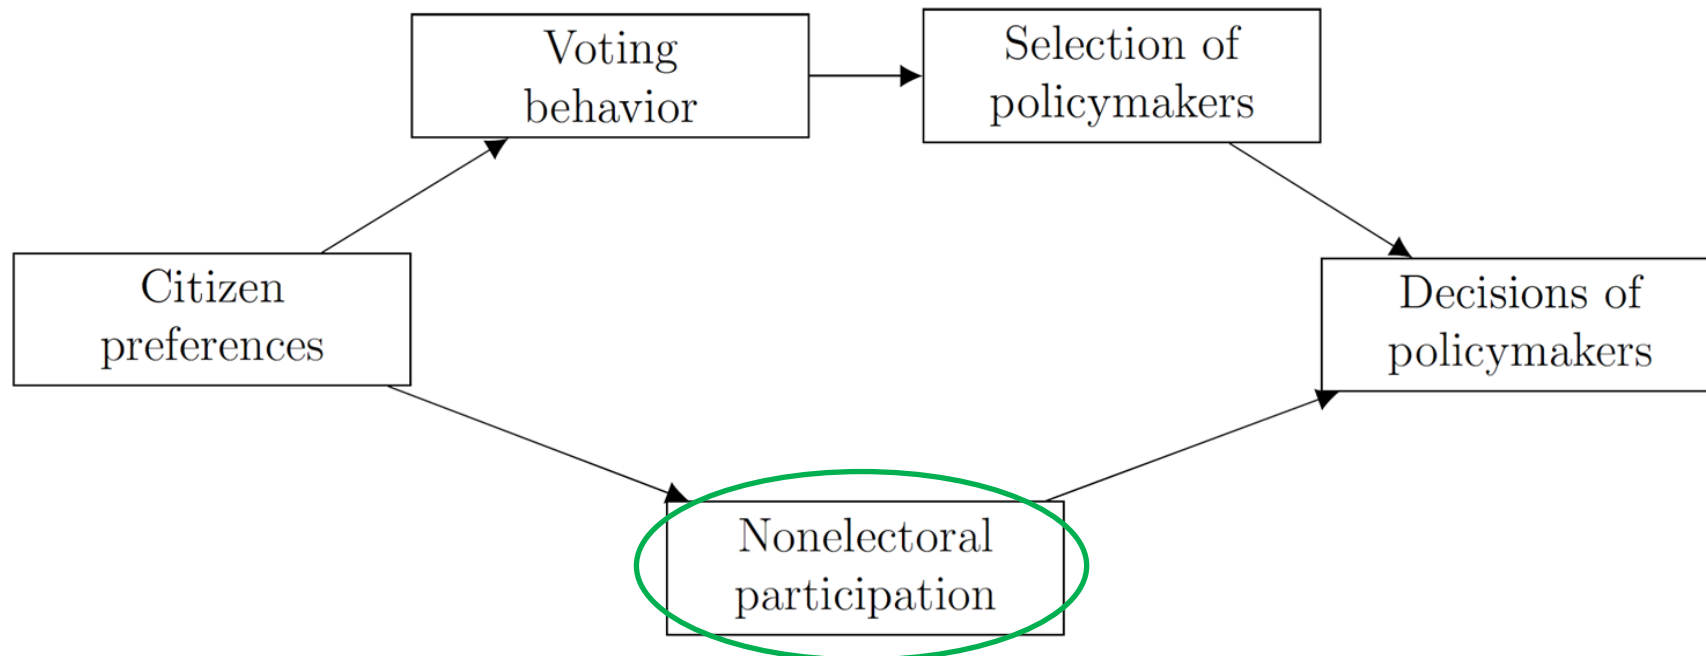 Voting
behavior
Selection of
policymakers
Citizen
preferences
Decisions of
policymakers
Nonelectoral
participation